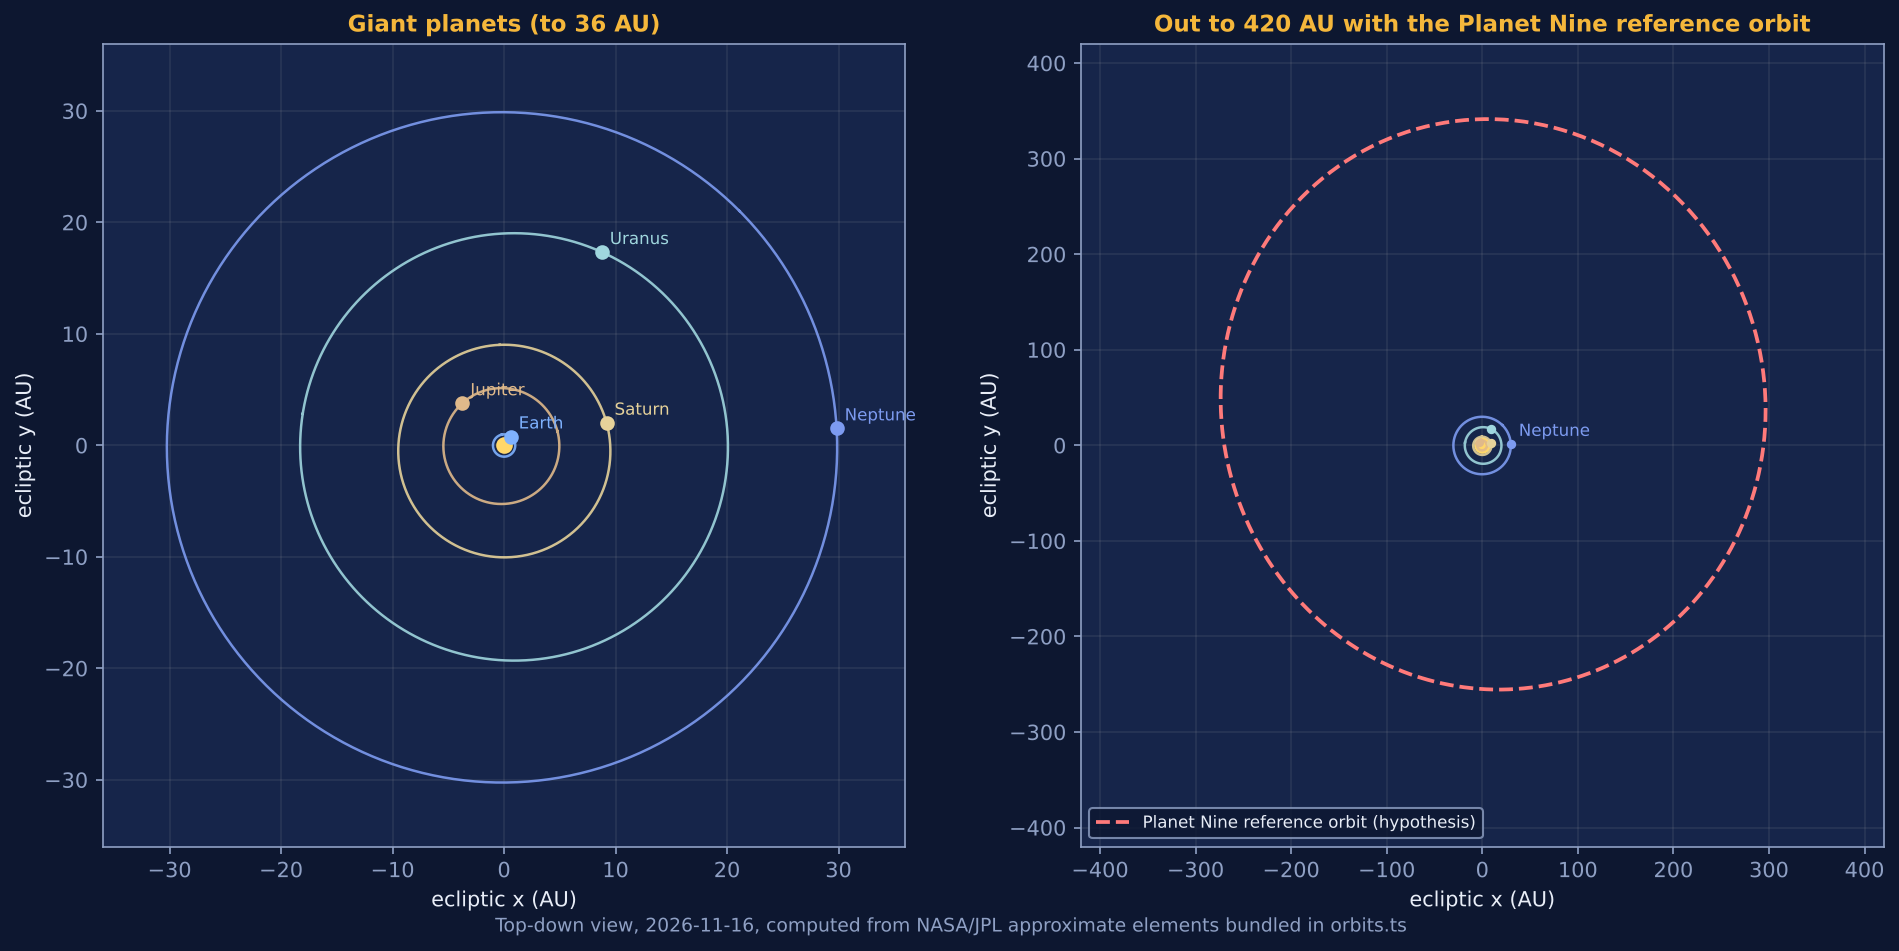 Giant planets (to 36 AU)
30
20
10
0
−10
−20
−30
ecliptic y (AU)
Uranus
Jupiter
Saturn
Earth
Neptune
−30
−20
−10
0
10
20
30
ecliptic x (AU)
Out to 420 AU with the Planet Nine reference orbit
400
300
200
100
0
−100
−200
−300
−400
ecliptic y (AU)
Neptune
Planet Nine reference orbit (hypothesis)
−400
−300
−200
−100
0
100
200
300
400
ecliptic x (AU)
Top-down view, 2026-11-16, computed from NASA/JPL approximate elements bundled in orbits.ts